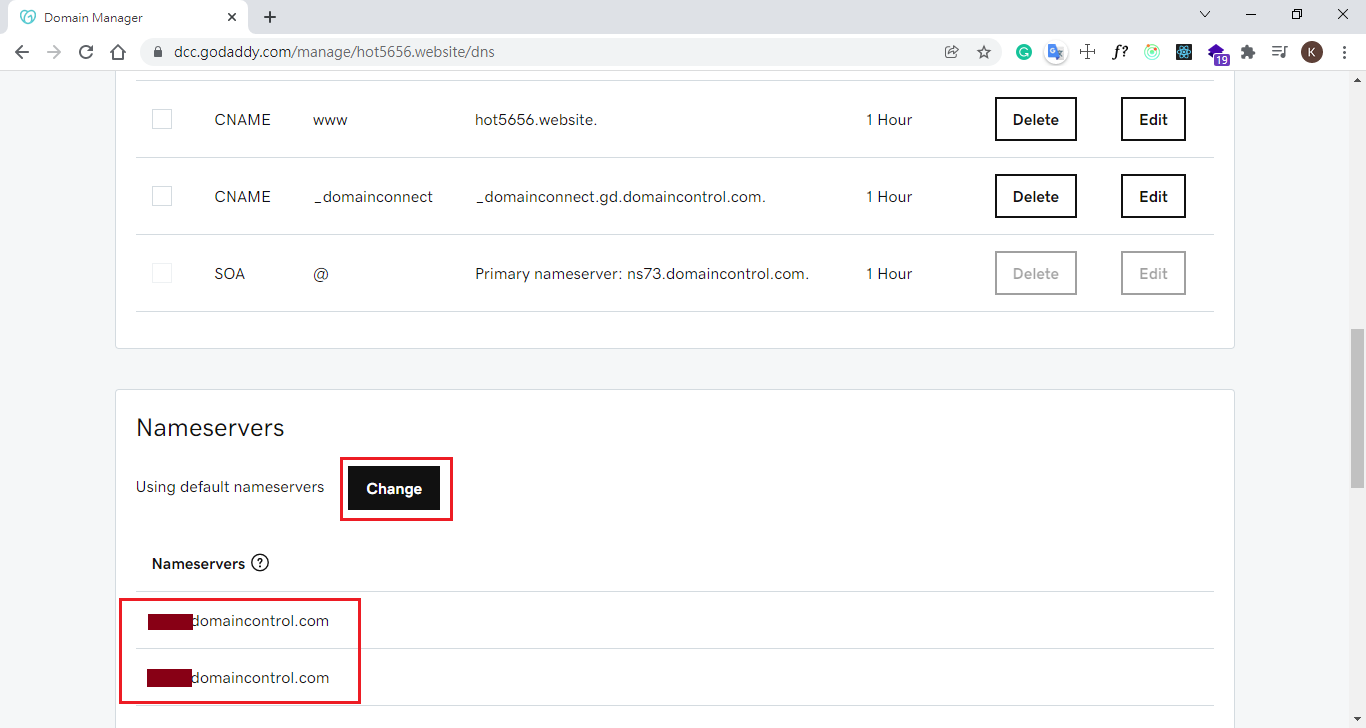 Domain Manager
dcc.godaddy.com/manage/hot5656.website/dns
f?
19
K
CNAME www hot5656.website. 1 Hour Delete Edit
CNAME _domainconnect _domainconnect.gd.domaincontrol.com. 1 Hour Delete Edit
SOA @ Primary nameserver: ns73.domaincontrol.com. 1 Hour Delete Edit
Nameservers
Using default nameservers Change
Nameservers ?
domaincontrol.com
domaincontrol.com